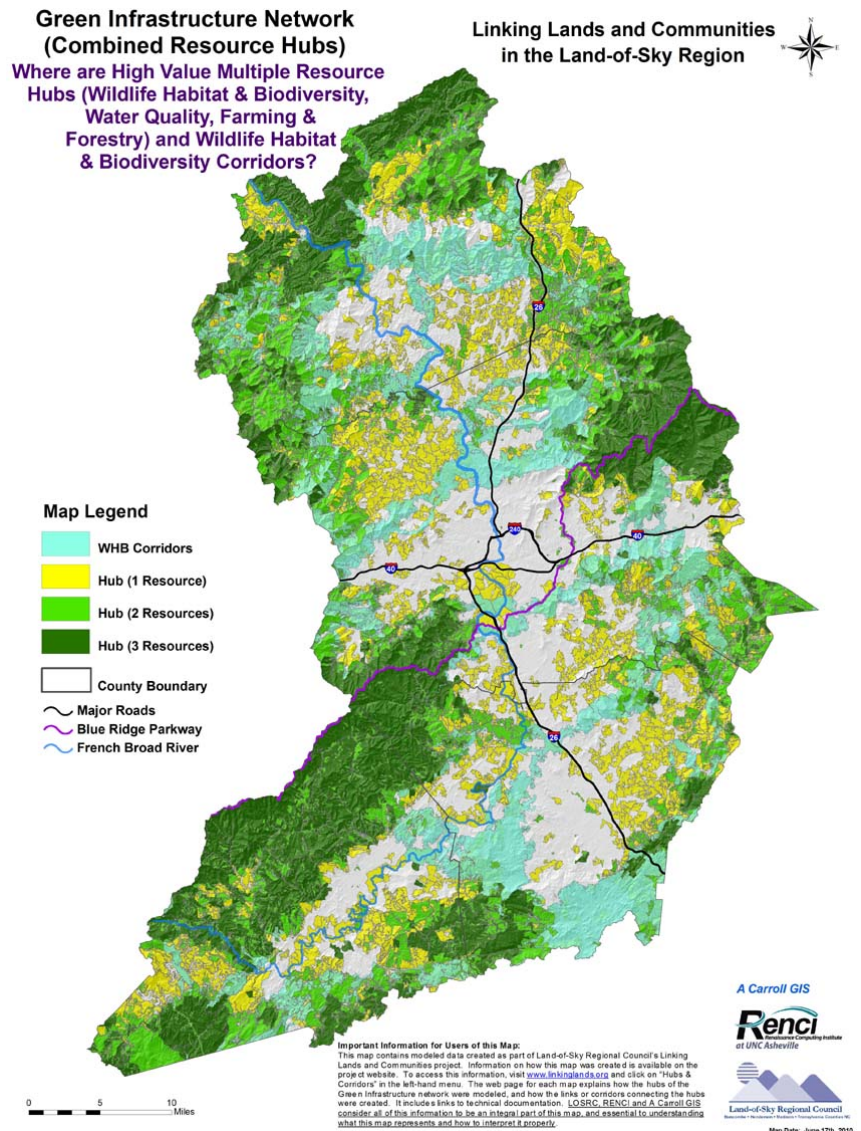 Green Infrastructure Network
(Combined Resource Hubs)
Where are High Value Multiple Resource
Hubs (Wildlife Habitat & Biodiversity,
Water Quality, Farming &
Forestry) and Wildlife Habitat
& Biodiversity Corridors?
Linking Lands and Communities
in the Land-of-Sky Region
N
W
E
S
26
240
40
40
26
Map Legend
WHB Corridors
Hub (1 Resource)
Hub (2 Resources)
Hub (3 Resources)
County Boundary
Major Roads
Blue Ridge Parkway
French Broad River
0 5 10
Miles
Important Information for Users of this Map:
This map contains modeled data created as part of Land-of-Sky Regional Council's Linking
Lands and Communities project. Information on how this map was created is available on the
project website. To access this information, visit www.linkinglands.org and click on "Hubs &
Corridors" in the left-hand menu. The web page for each map explains how the hubs of the
Green Infrastructure network were modeled, and how the links or corridors connecting the hubs
were created. It includes links to technical documentation. LOSRC, RENCI and A Carroll GIS
consider all of this information to be an integral part of this map, and essential to understanding
what this map represents and how to interpret it properly.
A Carroll GIS
Renci
Renaissance Computing Institute
at UNC Asheville
Land-of-Sky Regional Council
Map Date: June 17th, 2010